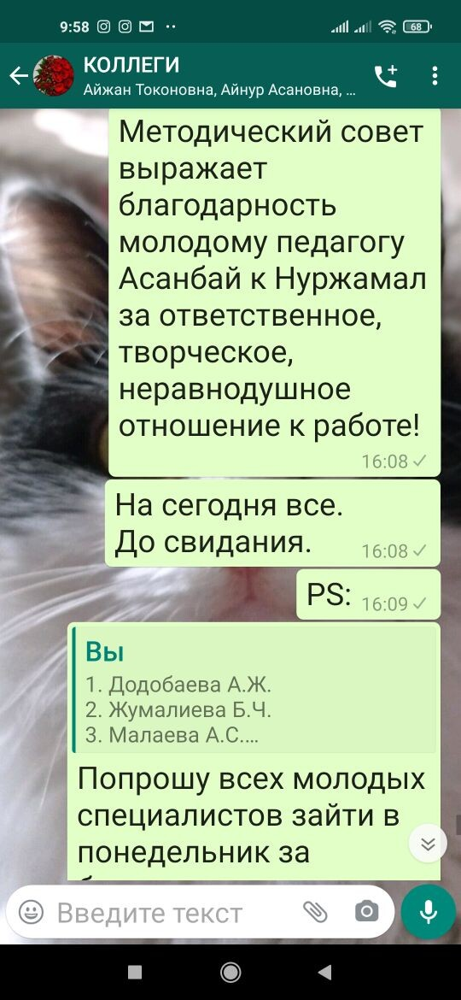 9:58
68
КОЛЛЕГИ
Айжан Токоновна, Айнур Асановна, ...
Методический совет
выражает
благодарность
молодому педагогу
Асанбай к Нуржамал
за ответственное,
творческое,
неравнодушное
отношение к работе!
16:08
На сегодня все.
До свидания.
16:08
PS:
16:09
Вы
1. Додобаева А.Ж.
2. Жумалиева Б.Ч.
3. Малаева А.С....
Попрошу всех молодых
специалистов зайти в
понедельник за
Введите текст